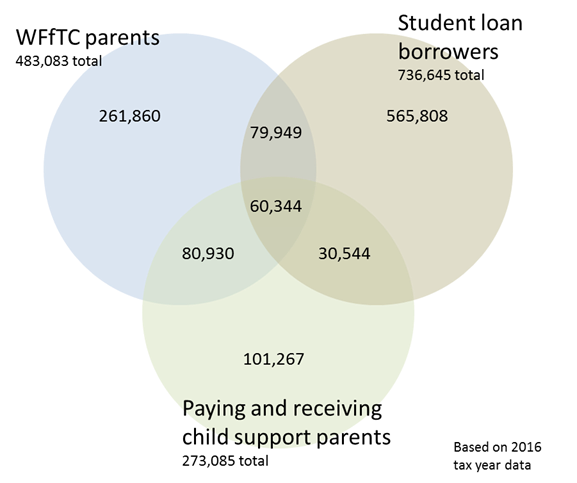 WFfTC parents
483,083 total
Student loan
borrowers
736,645 total
261,860
79,949
565,808
60,344
80,930
30,544
101,267
Paying and receiving
child support parents
273,085 total
Based on 2016
tax year data